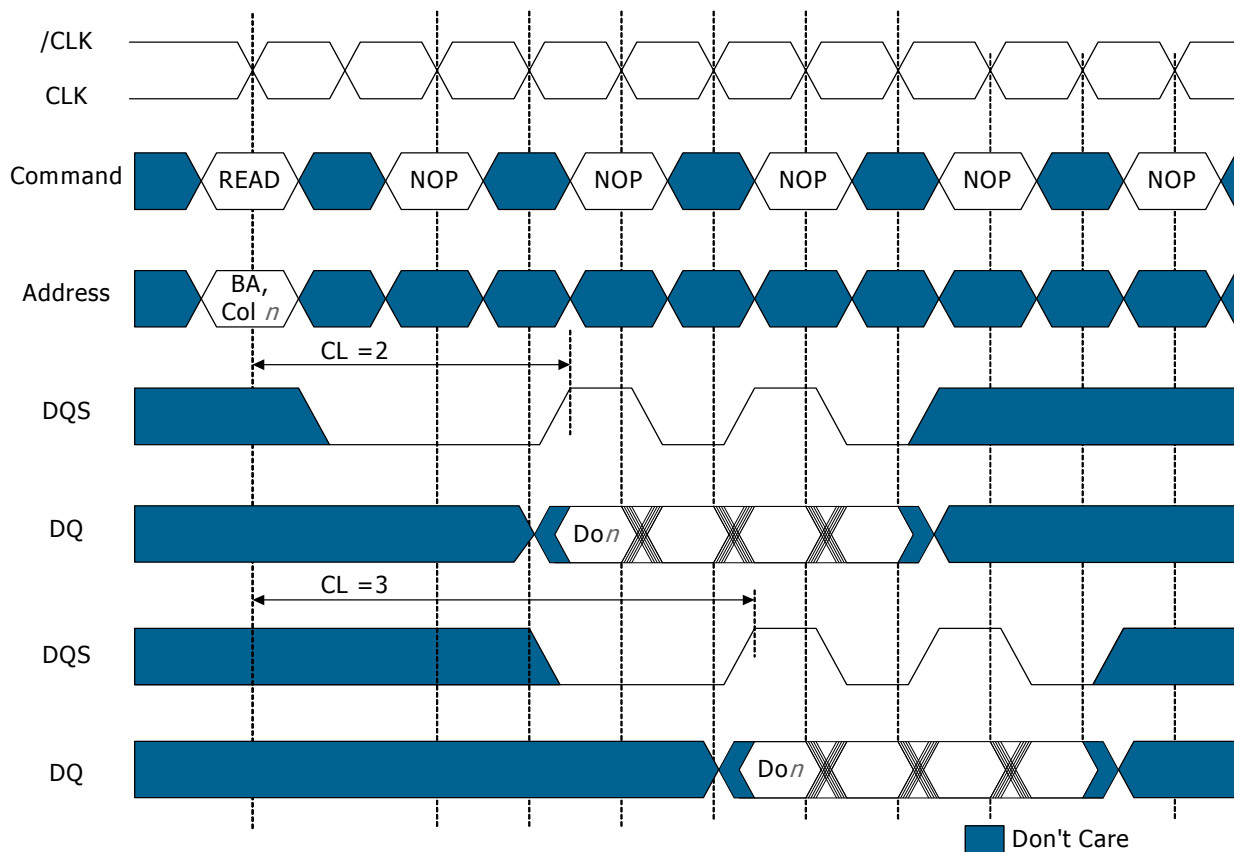 /CLK
CLK
Command
READ
NOP
NOP
NOP
NOP
NOP
Address
BA,
Col n
CL =2
DQS
DQ
Don
CL =3
DQS
DQ
Don
Don't Care